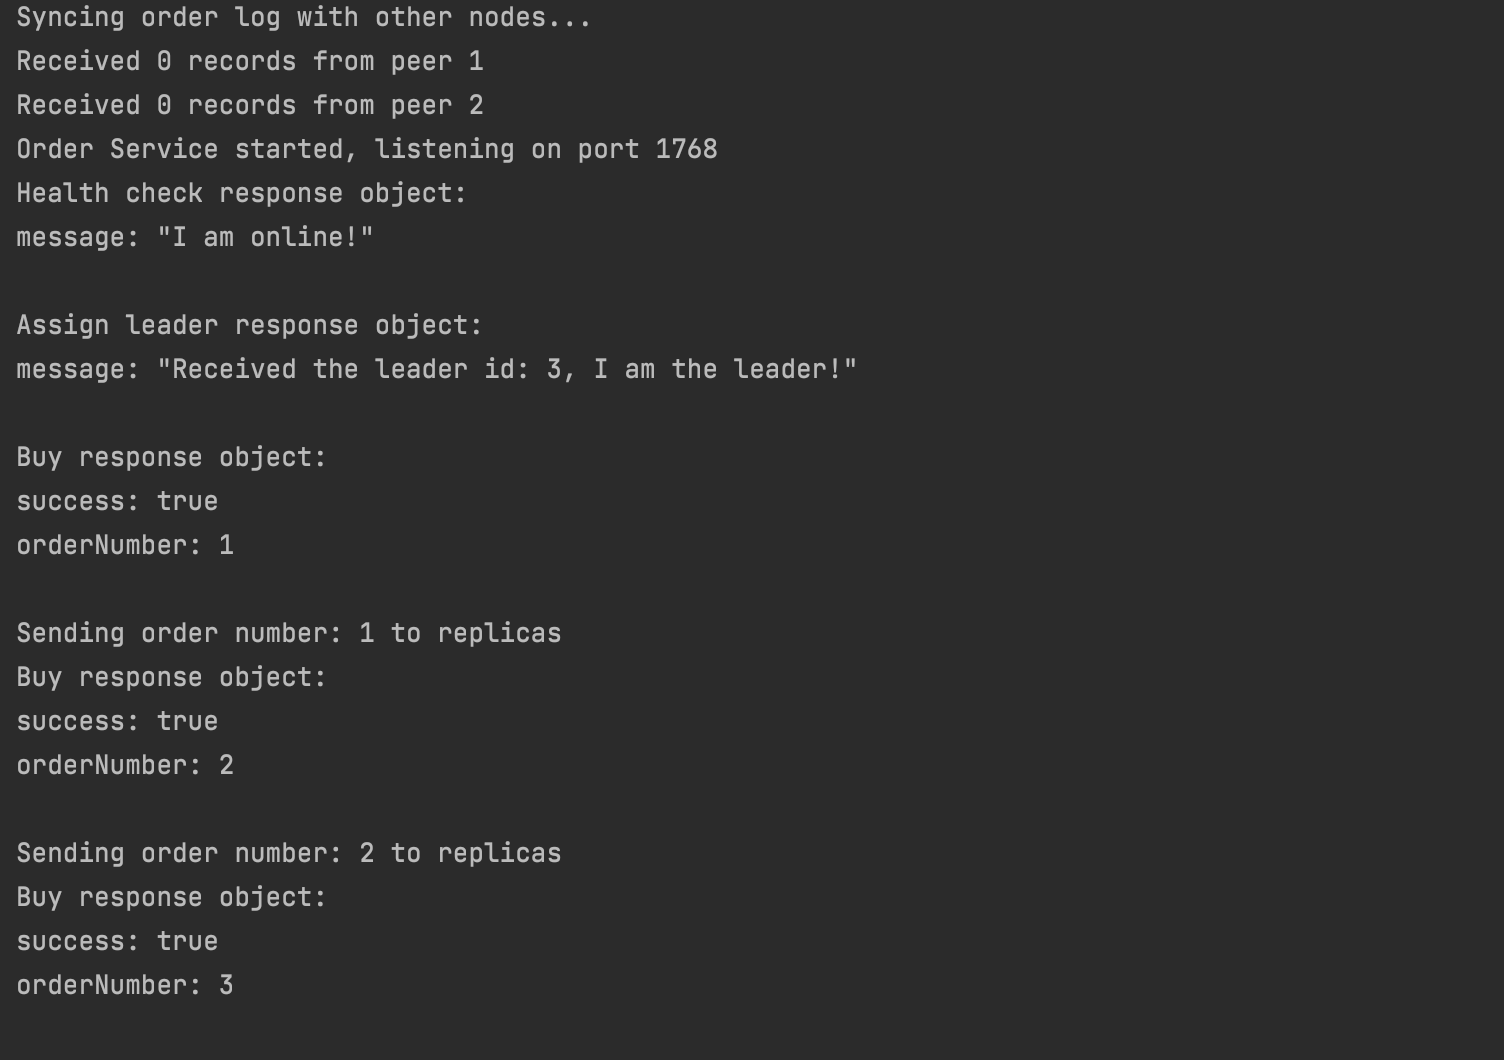 Syncing order log with other nodes...
Received 0 records from peer 1
Received 0 records from peer 2
Order Service started, listening on port 1768
Health check response object:
message: "I am online!"
Assign leader response object:
message: "Received the leader id: 3, I am the leader!"
Buy response object:
success: true
orderNumber: 1
Sending order number: 1 to replicas
Buy response object:
success: true
orderNumber: 2
Sending order number: 2 to replicas
Buy response object:
success: true
orderNumber: 3